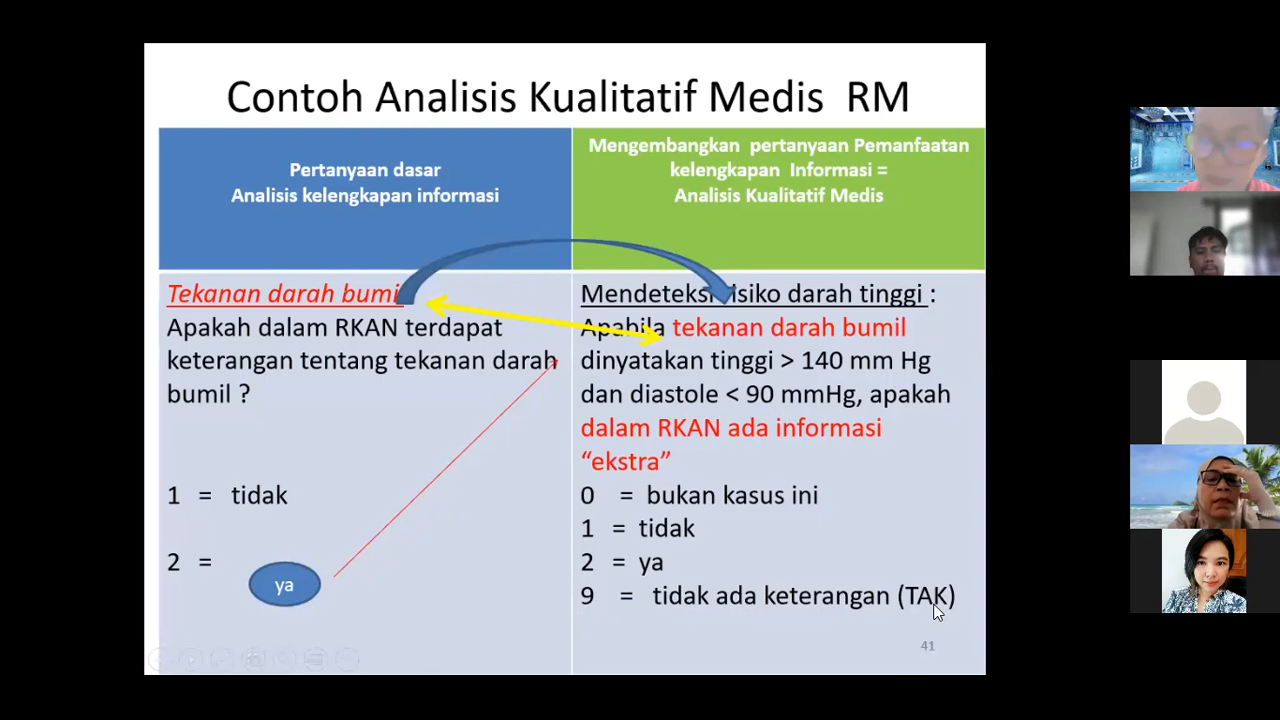 Contoh Analisis Kualitatif Medis RM
Pertanyaan dasar
Analisis kelengkapan informasi
Mengembangkan pertanyaan Pemanfaatan
kelengkapan Informasi =
Analisis Kualitatif Medis
Tekanan darah bumil
Apakah dalam RKAN terdapat
keterangan tentang tekanan darah
bumil ?
1 = tidak
2 =
ya
Mendeteksi risiko darah tinggi :
Apabila tekanan darah bumil
dinyatakan tinggi > 140 mm Hg
dan diastole < 90 mmHg, apakah
dalam RKAN ada informasi
“ekstra”
0 = bukan kasus ini
1 = tidak
2 = ya
9 = tidak ada keterangan (TAK)
41